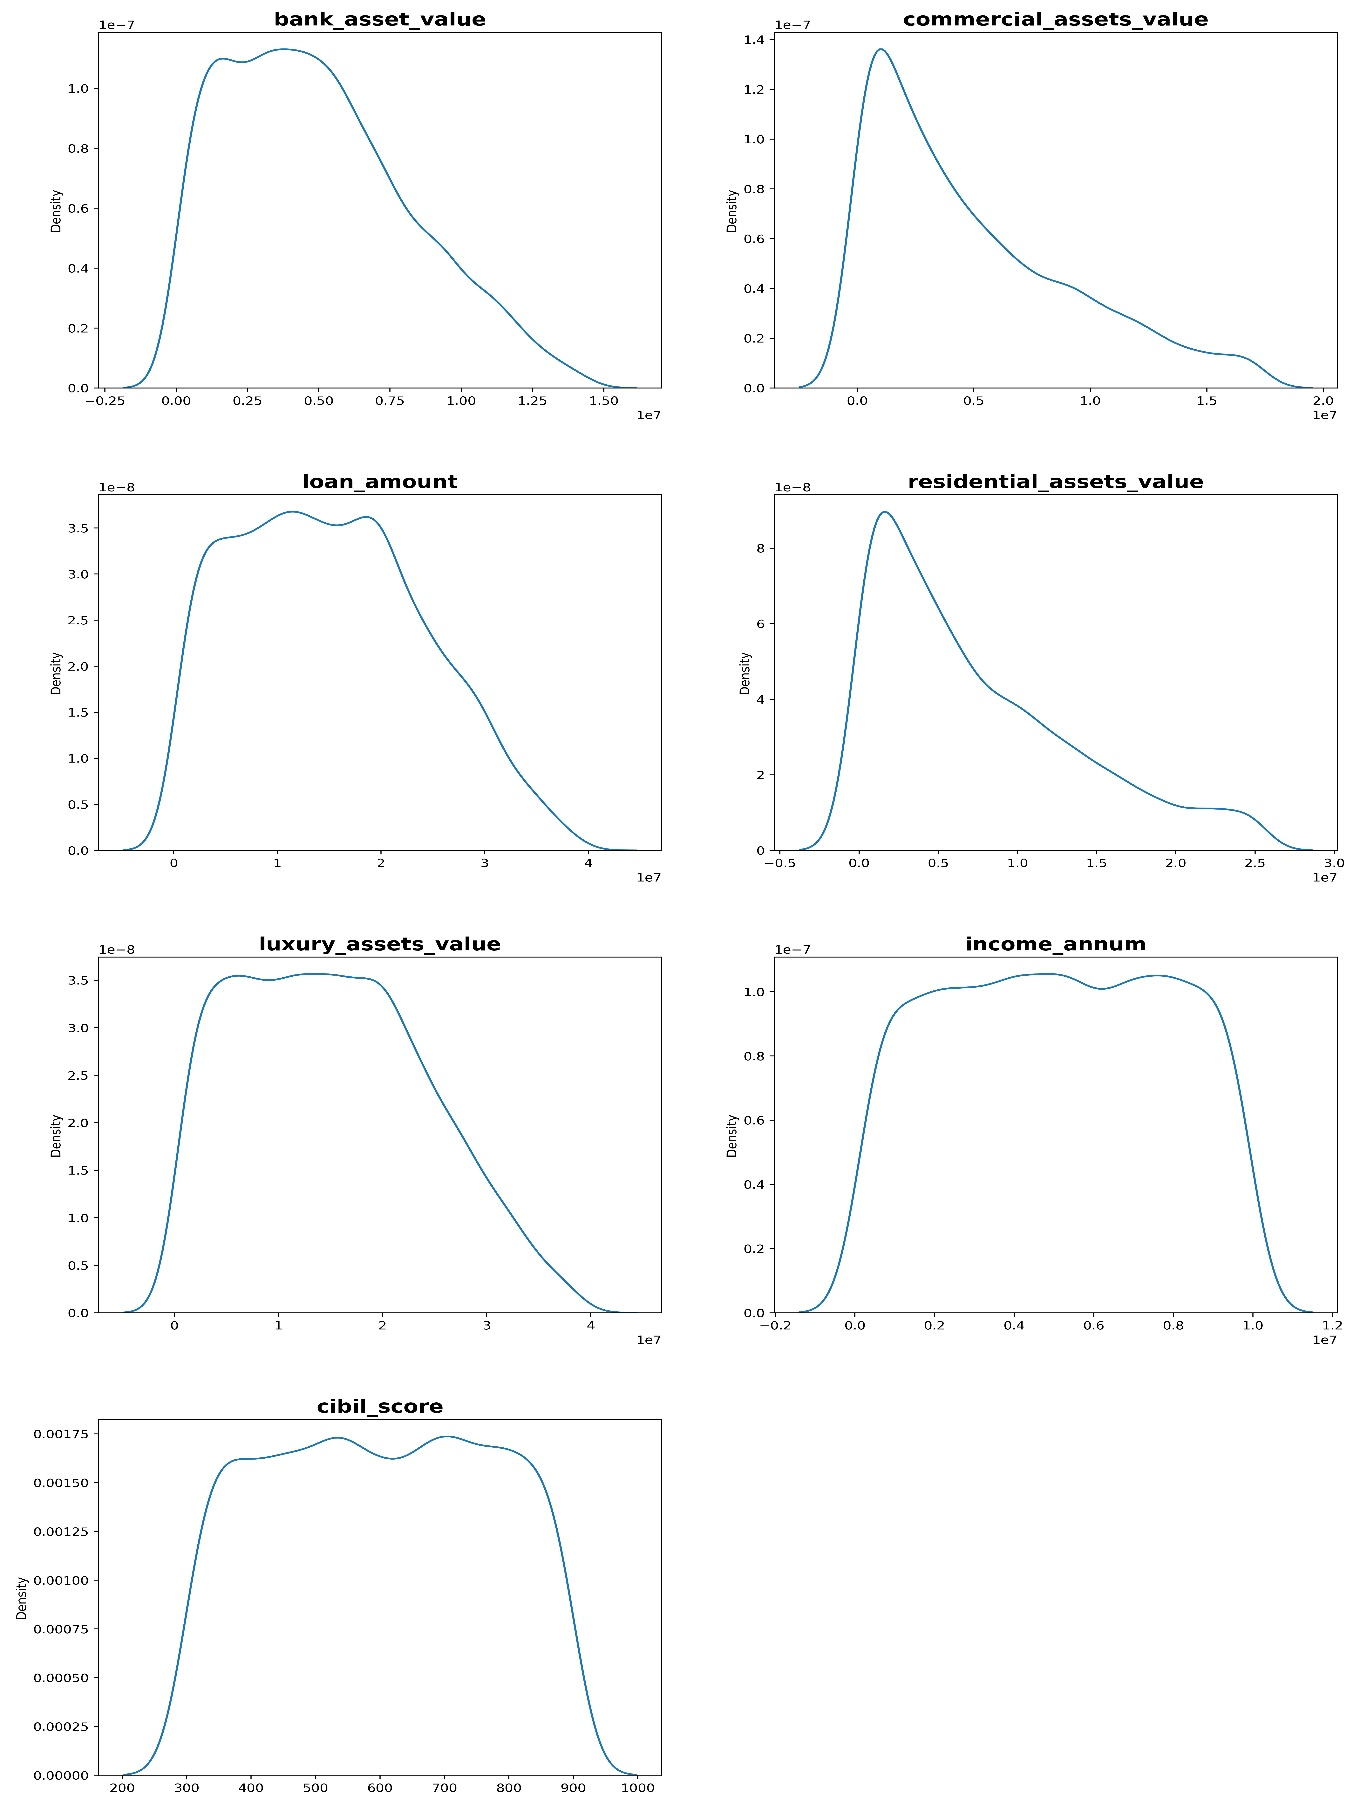 bank_asset_value
1e−7
1.0
0.8
0.6
0.4
0.2
0.0
Density
−0.25 0.00 0.25 0.50 0.75 1.00 1.25 1.50
1e7
commercial_assets_value
1e−7
1.4
1.2
1.0
0.8
0.6
0.4
0.2
0.0
Density
0.0 0.5 1.0 1.5 2.0
1e7
loan_amount
1e−8
3.5
3.0
2.5
2.0
1.5
1.0
0.5
0.0
Density
0 1 2 3 4
1e7
residential_assets_value
1e−8
8
6
4
2
0
Density
−0.5 0.0 0.5 1.0 1.5 2.0 2.5 3.0
1e7
luxury_assets_value
1e−8
3.5
3.0
2.5
2.0
1.5
1.0
0.5
0.0
Density
0 1 2 3 4
1e7
income_annum
1e−7
1.0
0.8
0.6
0.4
0.2
0.0
Density
−0.2 0.0 0.2 0.4 0.6 0.8 1.0 1.2
1e7
cibil_score
0.00175
0.00150
0.00125
0.00100
0.00075
0.00050
0.00025
0.00000
Density
200 300 400 500 600 700 800 900 1000